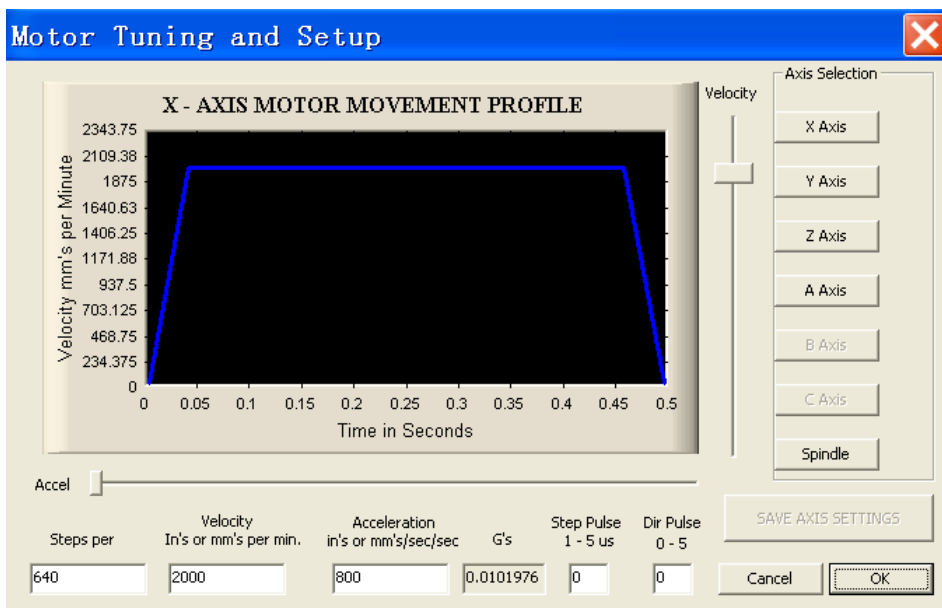 Motor Tuning and Setup
X - AXIS MOTOR MOVEMENT PROFILE
Velocity mm's per Minute
2343.75
2109.38
1875
1640.63
1406.25
1171.88
937.5
703.125
468.75
234.375
0
0 0.05 0.1 0.15 0.2 0.25 0.3 0.35 0.4 0.45 0.5
Time in Seconds
Velocity
Axis Selection
X Axis
Y Axis
Z Axis
A Axis
B Axis
C Axis
Spindle
Accel
Steps per
640
Velocity
In's or mm's per min.
2000
Acceleration
in's or mm's/sec/sec
800
G's
0.0101976
Step Pulse
1 - 5 us
0
Dir Pulse
0 - 5
0
SAVE AXIS SETTINGS
Cancel
OK